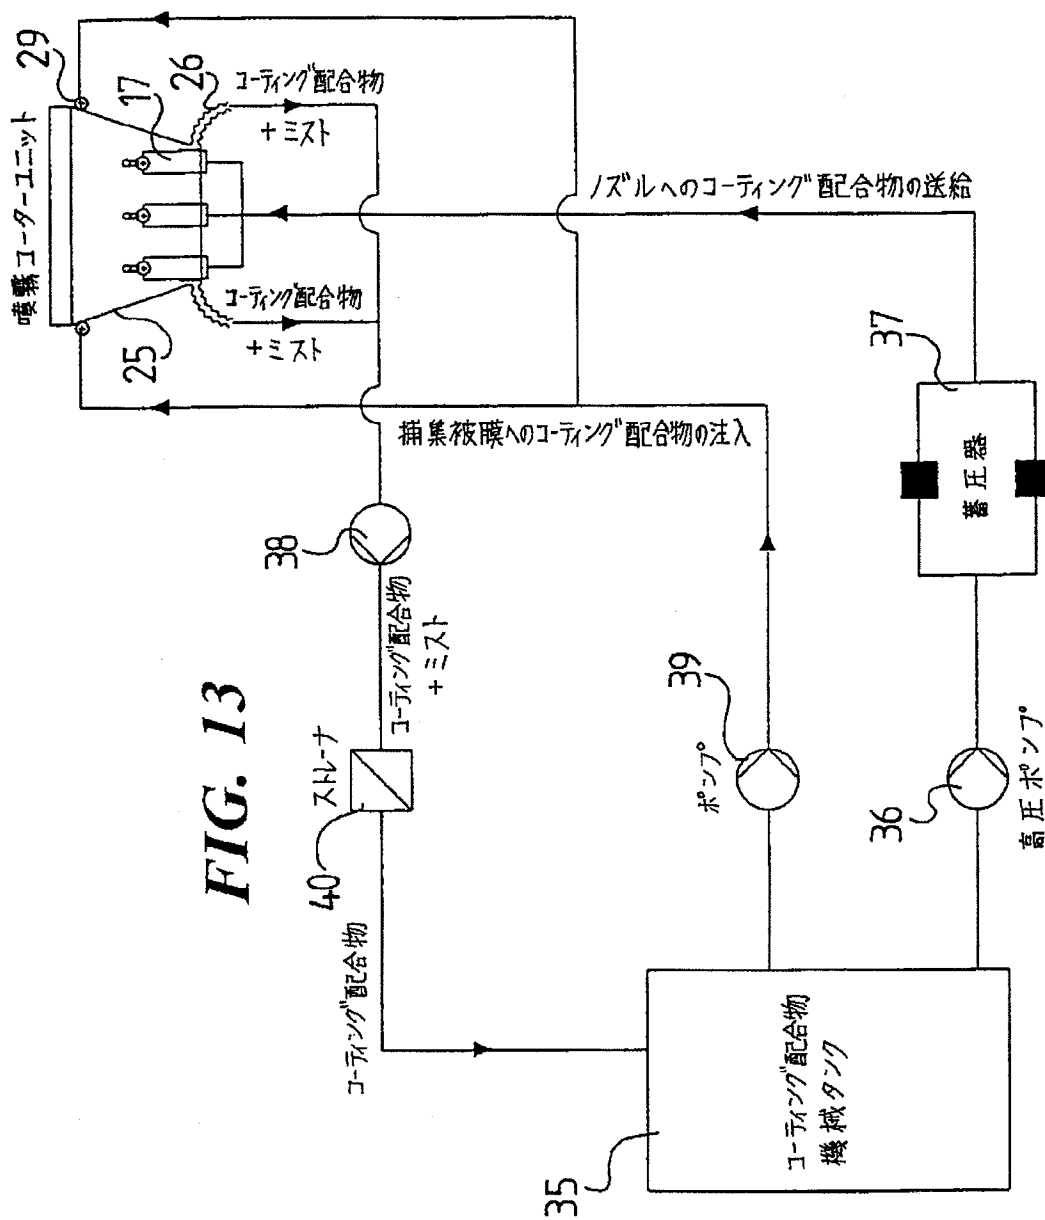 FIG. 13
噴霧コーターユニット
29
17
26
25
コーティング配合物
+ミスト
コーティング配合物
+ミスト
ノズルへのコーティング配合物の送給
捕集被膜へのコーティング配合物の注入
37
蓄圧器
38
コーティング配合物
+ミスト
ストレーナ
40
39
ポンプ
36
高圧ポンプ
コーティング配合物
35
コーティング配合物
機械タンク